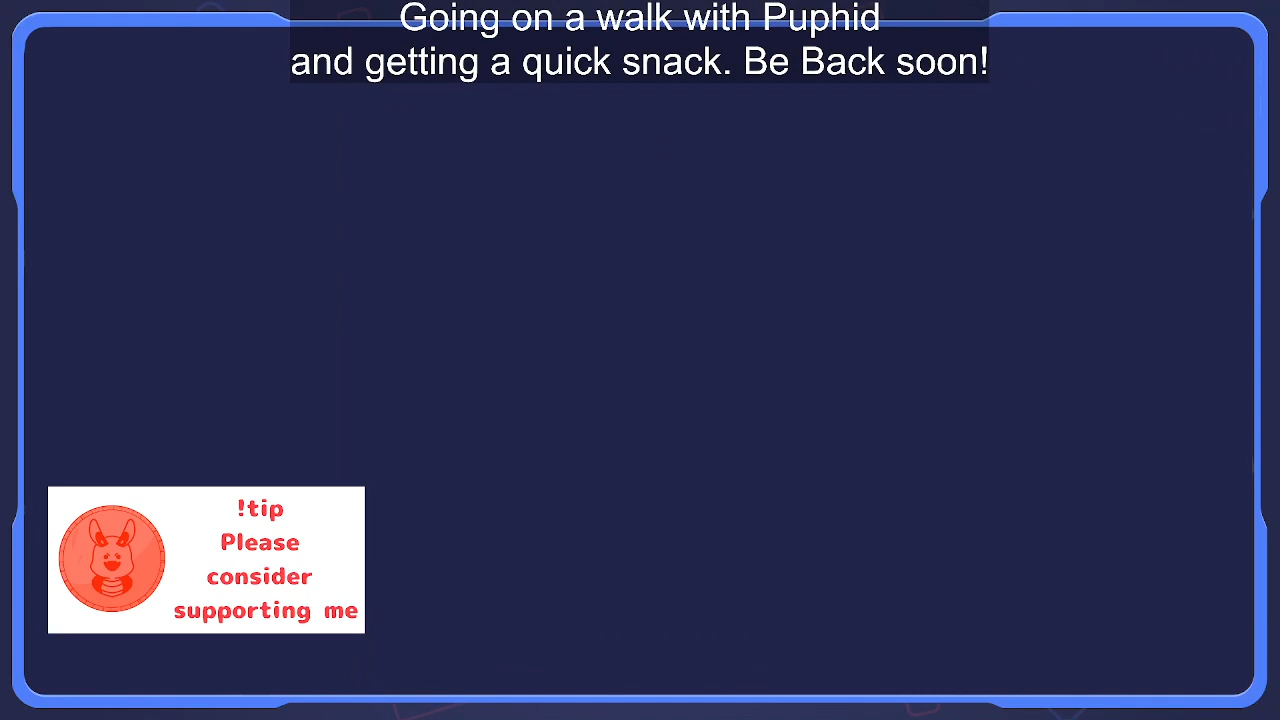 Going on a walk with Puphid
and getting a quick snack. Be Back soon!
!tip
Please
consider
supporting me